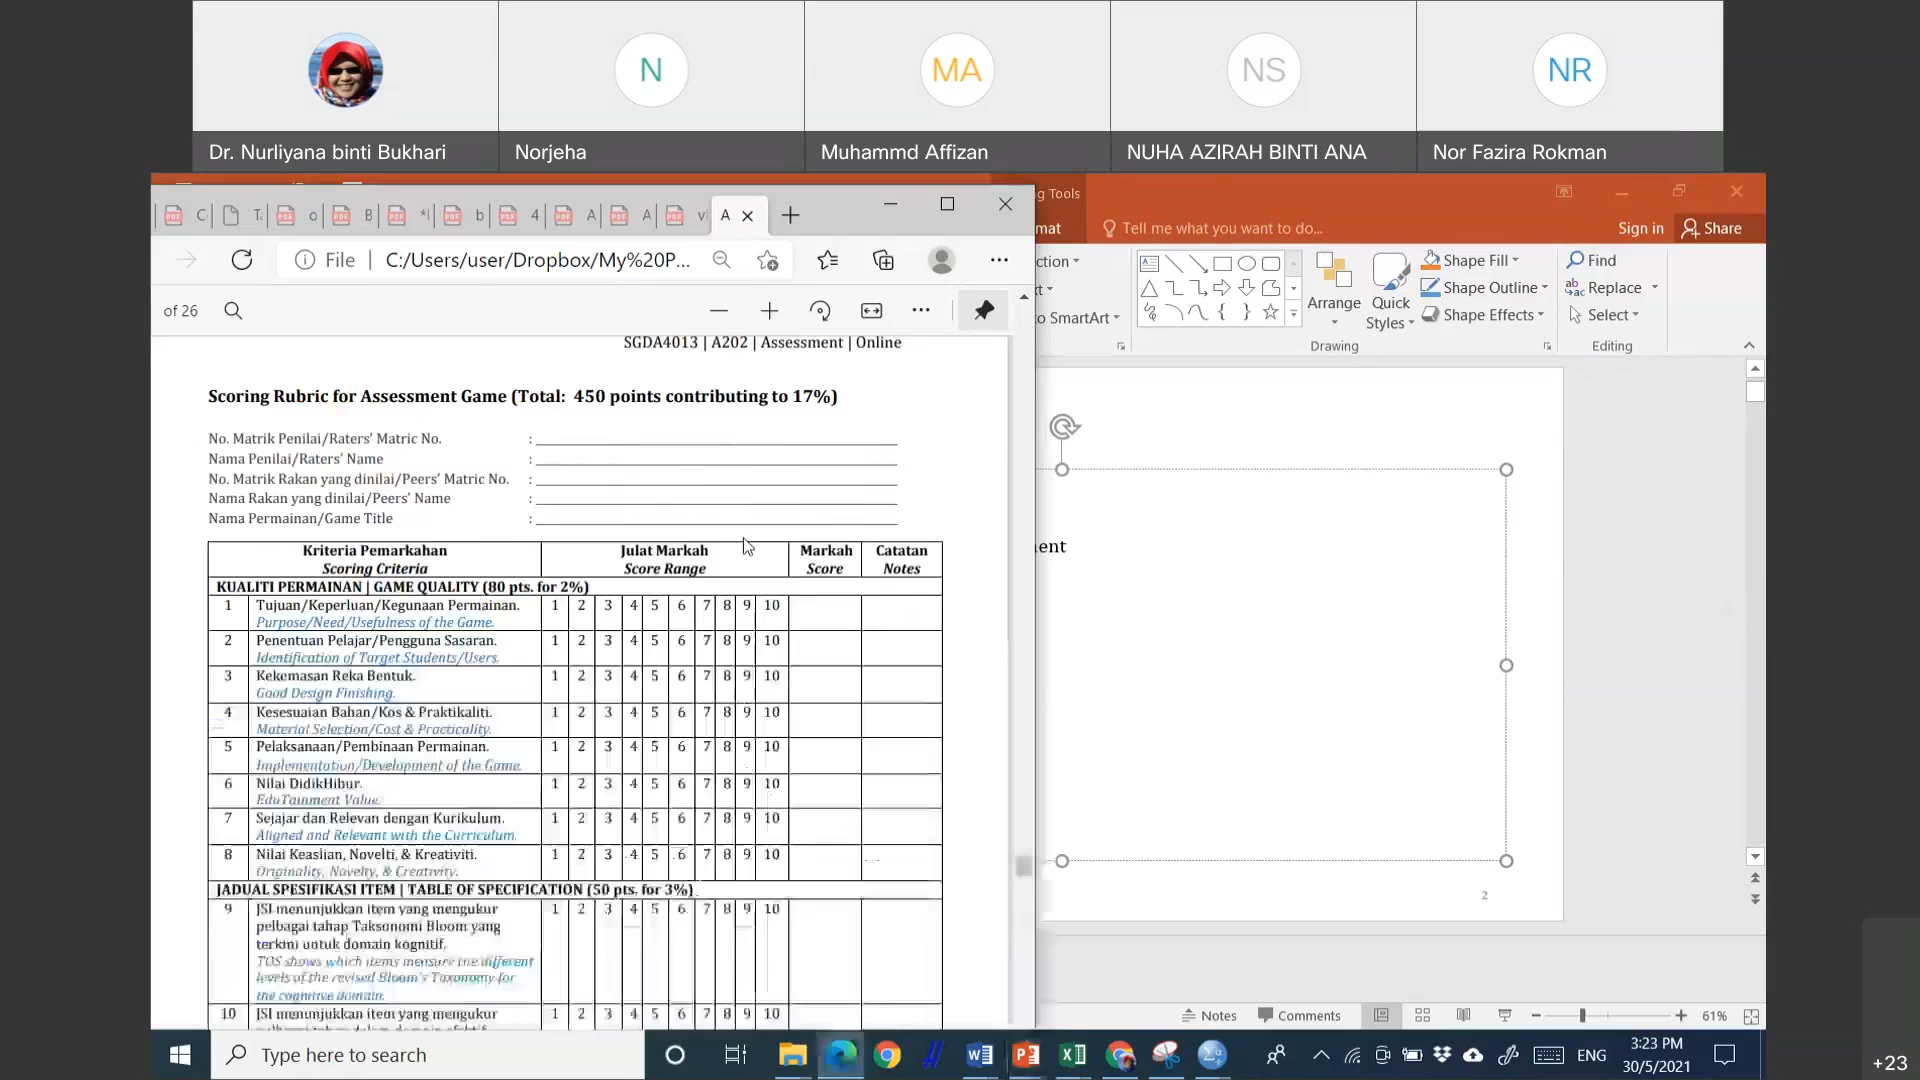 N
MA
NS
NR
Dr. Nurliyana binti Bukhari
Norjeha
Muhammd Affizan
NUHA AZIRAH BINTI ANA
Nor Fazira Rokman
ng Tools
C
o
B
b
4
A
A
v
A
mat
Tell me what you want to do...
Sign in
Share
File
C:/Users/user/Dropbox/My%20P...
of 26
Arrange
Quick
Styles
Shape Fill
Shape Outline
Shape Effects
Find
Replace
Select
to SmartArt
Drawing
Editing
SGDA4013 | A202 | Assessment | Online
Scoring Rubric for Assessment Game (Total: 450 points contributing to 17%)
No. Matrik Penilai/Raters' Matric No. :
Nama Penilai/Raters' Name :
No. Matrik Rakan yang dinilai/Peers' Matric No. :
Nama Rakan yang dinilai/Peers' Name :
Nama Permainan/Game Title :
Kriteria Pemarkahan
Scoring Criteria
Julat Markah
Score Range
Markah
Score
Catatan
Notes
KUALITI PERMAINAN | GAME QUALITY (80 pts. for 2%)
1 Tujuan/Keperluan/Kegunaan Permainan. 1 2 3 4 5 6 7 8 9 10
Purpose/Need/Usefulness of the Game.
2 Penentuan Pelajar/Pengguna Sasaran. 1 2 3 4 5 6 7 8 9 10
Identification of Target Students/Users.
3 Kekemasan Reka Bentuk. 1 2 3 4 5 6 7 8 9 10
Good Design Finishing.
4 Kesesuaian Bahan/Kos & Praktikaliti. 1 2 3 4 5 6 7 8 9 10
Material Selection/Cost & Practicality.
5 Pelaksanaan/Pembinaan Permainan. 1 2 3 4 5 6 7 8 9 10
Implementation/Development of the Game.
6 Nilai DidikHibur. 1 2 3 4 5 6 7 8 9 10
EduTainment Value.
7 Sejajar dan Relevan dengan Kurikulum. 1 2 3 4 5 6 7 8 9 10
Aligned and Relevant with the Curriculum.
8 Nilai Keaslian, Novelti, & Kreativiti. 1 2 3 4 5 6 7 8 9 10
Originality, Novelty, & Creativity.
JADUAL SPESIFIKASI ITEM | TABLE OF SPECIFICATION (50 pts. for 3%)
9 JSI menunjukkan item yang mengukur 1 2 3 4 5 6 7 8 9 10
pelbagai tahap Taksonomi Bloom yang
terkini untuk domain kognitif.
TOS shows which items measure the different
levels of the revised Bloom's Taxonomy for
the cognitive domain.
10 JSI menunjukkan item yang mengukur 1 2 3 4 5 6 7 8 9 10
ent
2
Notes
Comments
61%
Type here to search
ENG
3:23 PM
30/5/2021
+23